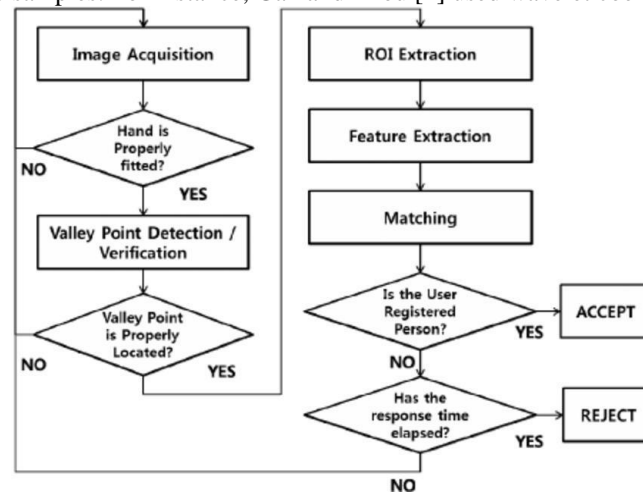 Image Acquisition
Hand is
Properly
fitted?
NO
YES
Valley Point Detection /
Verification
Valley Point
is Properly
Located?
NO
YES
ROI Extraction
Feature Extraction
Matching
Is the User
Registered
Person?
YES
ACCEPT
NO
Has the
response time
elapsed?
YES
REJECT
NO